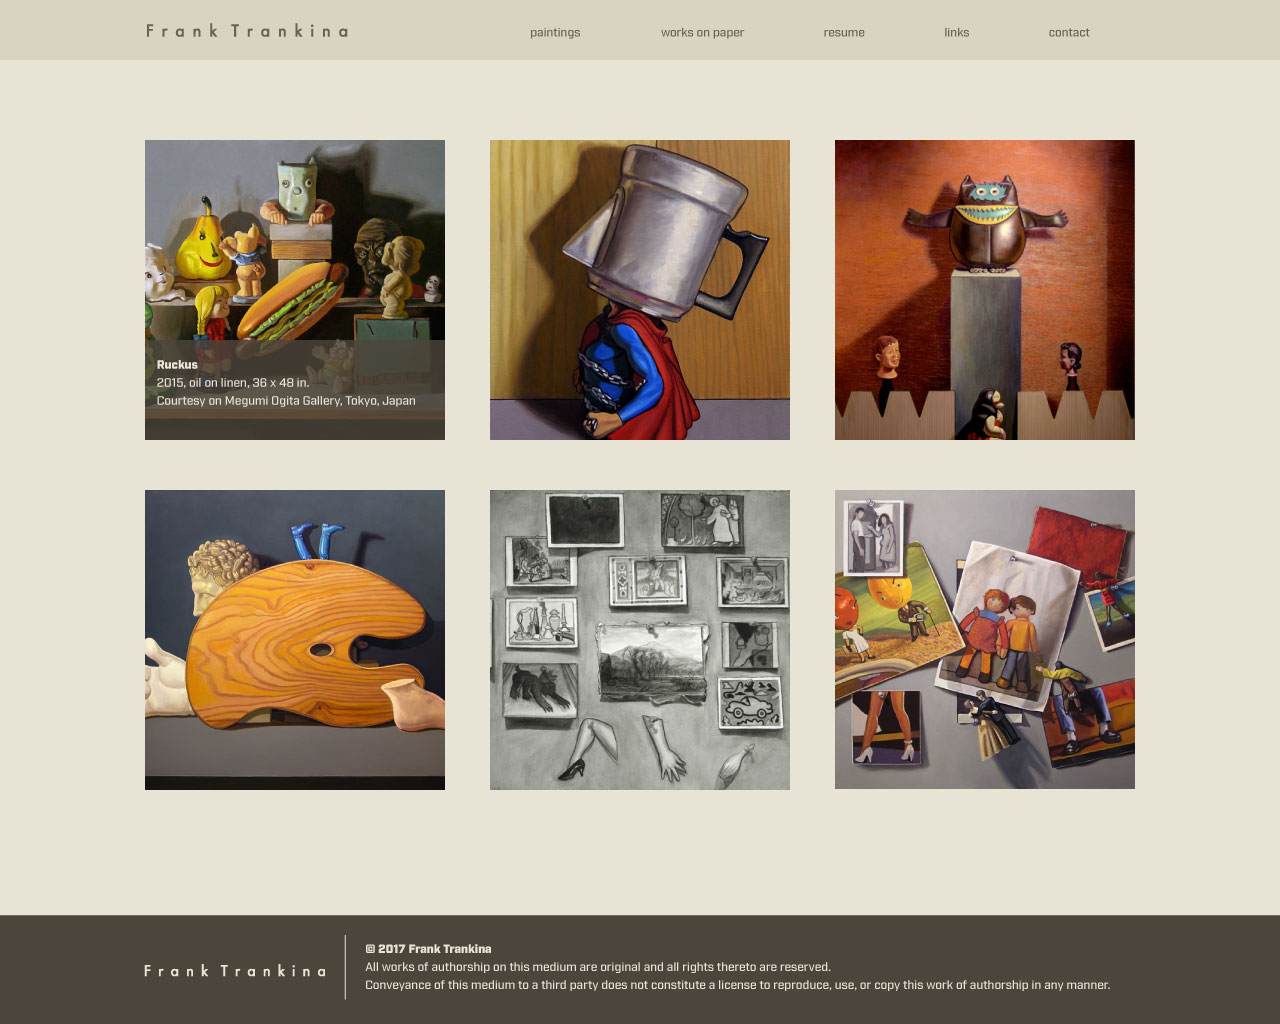 Frank Trankina
paintings
works on paper
resume
links
contact
Ruckus
2015, oil on linen, 36 x 48 in.
Courtesy on Megumi Ogita Gallery, Tokyo, Japan
Frank Trankina
© 2017 Frank Trankina
All works of authorship on this medium are original and all rights thereto are reserved.
Conveyance of this medium to a third party does not constitute a license to reproduce, use, or copy this work of authorship in any manner.